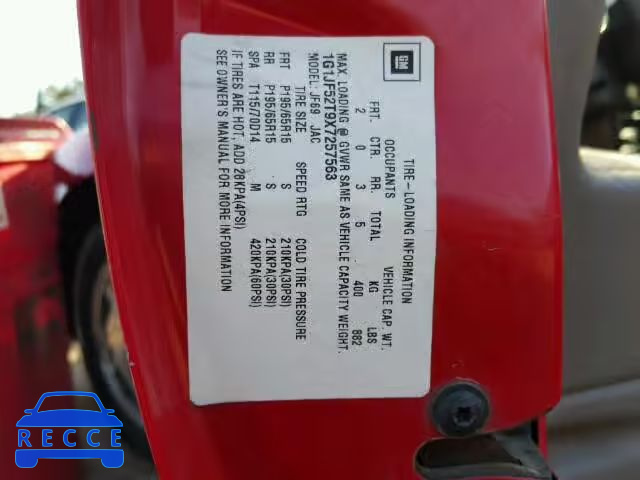 GM
TIRE-LOADING INFORMATION
OCCUPANTS VEHICLE CAP. WT.
FRT. CTR. RR. TOTAL KG LBS
2 0 3 5 400 882
MAX. LOADING @ GVWR SAME AS VEHICLE CAPACITY WEIGHT.
1G1JF52T9X7257563
MODEL: JF69 JAC
TIRE SIZE SPEED RTG COLD TIRE PRESSURE
FRT P195/65R15 S 210KPA(30PSI)
RR P195/65R15 S 210KPA(30PSI)
SPA T115/70D14 M 420KPA(60PSI)
IF TIRES ARE HOT, ADD 28KPA(4PSI)
SEE OWNER'S MANUAL FOR MORE INFORMATION
RECCE